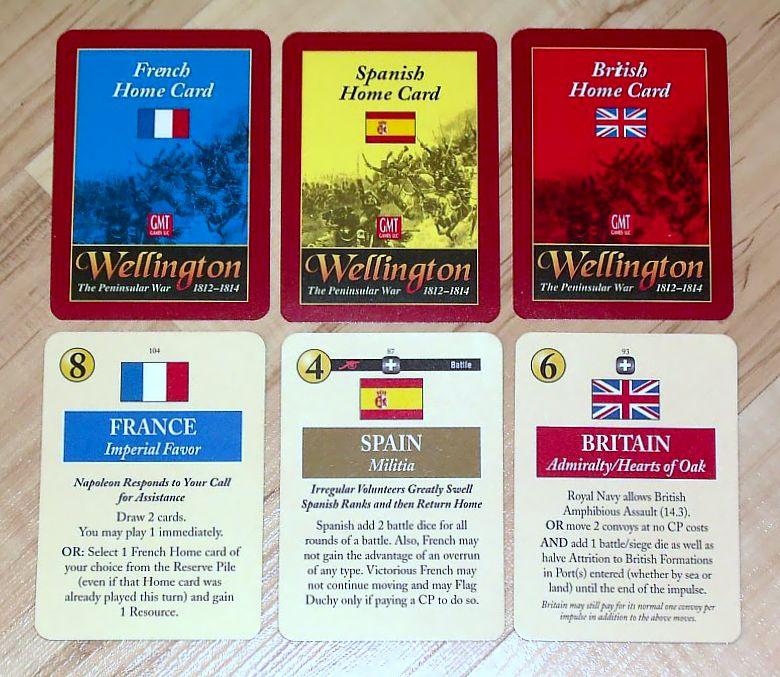 French
Home Card
GMT
GAMES LLC
Wellington
The Peninsular War 1812–1814
Spanish
Home Card
GMT
GAMES LLC
Wellington
The Peninsular War 1812–1814
British
Home Card
GMT
GAMES LLC
Wellington
The Peninsular War 1812–1814
8
104
FRANCE
Imperial Favor
Napoleon Responds to Your Call
for Assistance
Draw 2 cards.
You may play 1 immediately.
OR: Select 1 French Home card of
your choice from the Reserve Pile
(even if that Home card was
already played this turn) and gain
1 Resource.
4
87
Battle
SPAIN
Militia
Irregular Volunteers Greatly Swell
Spanish Ranks and then Return Home
Spanish add 2 battle dice for all
rounds of a battle. Also, French may
not gain the advantage of an overrun
of any type. Victorious French may
not continue moving and may Flag
Duchy only if paying a CP to do so.
6
93
BRITAIN
Admiralty/Hearts of Oak
Royal Navy allows British
Amphibious Assault (14.3).
OR move 2 convoys at no CP costs
AND add 1 battle/siege die as well as
halve Attrition to British Formations
in Port(s) entered (whether by sea or
land) until the end of the impulse.
Britain may still pay for its normal one convoy per
impulse in addition to the above moves.